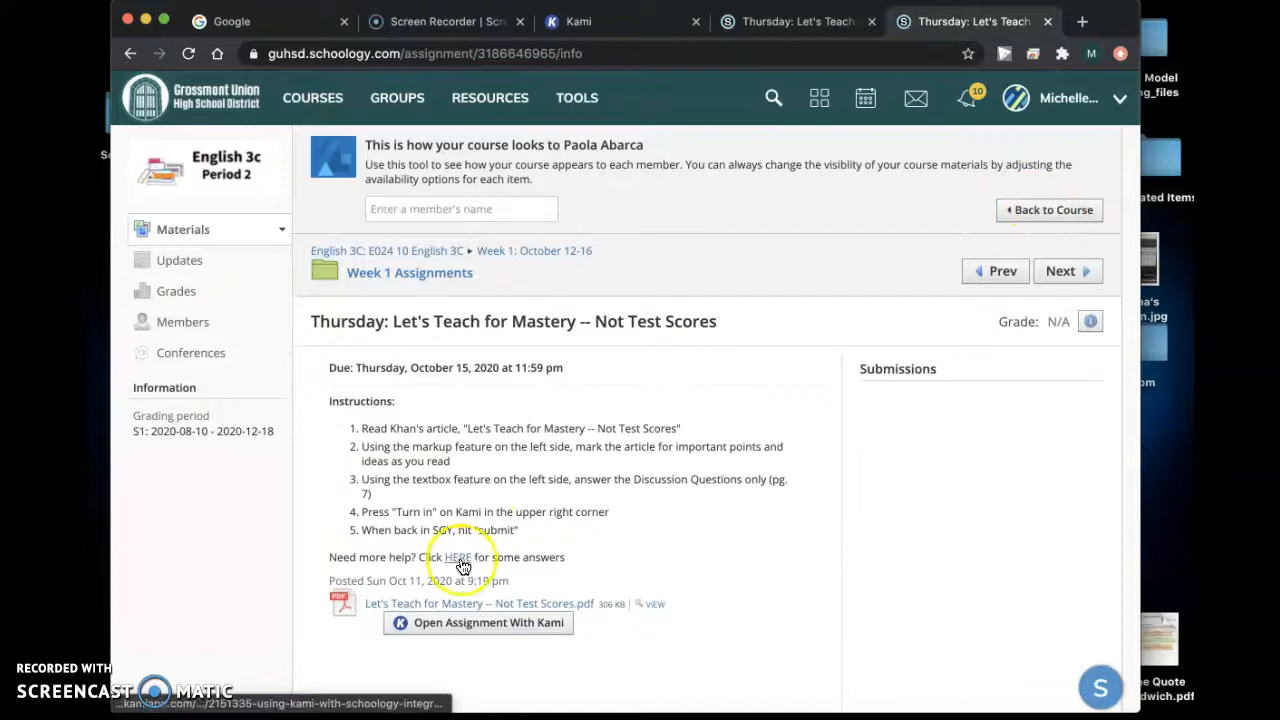 Google
Screen Recorder | Scr
Kami
Thursday: Let's Teach
Thursday: Let's Teach
guhsd.schoology.com/assignment/3186646965/info
M
Model
g_files
Grossmont Union
High School District
COURSES
GROUPS
RESOURCES
TOOLS
10
Michelle...
English 3c
Period 2
This is how your course looks to Paola Abarca
Use this tool to see how your course appears to each member. You can always change the visiblity of your course materials by adjusting the
availability options for each item.
Enter a member's name
Back to Course
ated Items
Materials
Updates
Grades
Members
Conferences
Information
Grading period
S1: 2020-08-10 - 2020-12-18
English 3C: E024 10 English 3C ▸ Week 1: October 12-16
Week 1 Assignments
Prev
Next
na's
n.jpg
Thursday: Let's Teach for Mastery -- Not Test Scores
Grade: N/A
Due: Thursday, October 15, 2020 at 11:59 pm
Submissions
om
Instructions:
1. Read Khan's article, "Let's Teach for Mastery -- Not Test Scores"
2. Using the markup feature on the left side, mark the article for important points and
ideas as you read
3. Using the textbox feature on the left side, answer the Discussion Questions only (pg.
7)
4. Press "Turn in" on Kami in the upper right corner
5. When back in SGY, hit "submit"
Need more help? Click HERE for some answers
Posted Sun Oct 11, 2020 at 9:19 pm
PDF
Let's Teach for Mastery -- Not Test Scores.pdf 306 KB VIEW
K Open Assignment With Kami
RECORDED WITH
SCREENCAST MATIC
S
e Quote
dwich.pdf
/2151335-using-kami-with-schoology-integr...